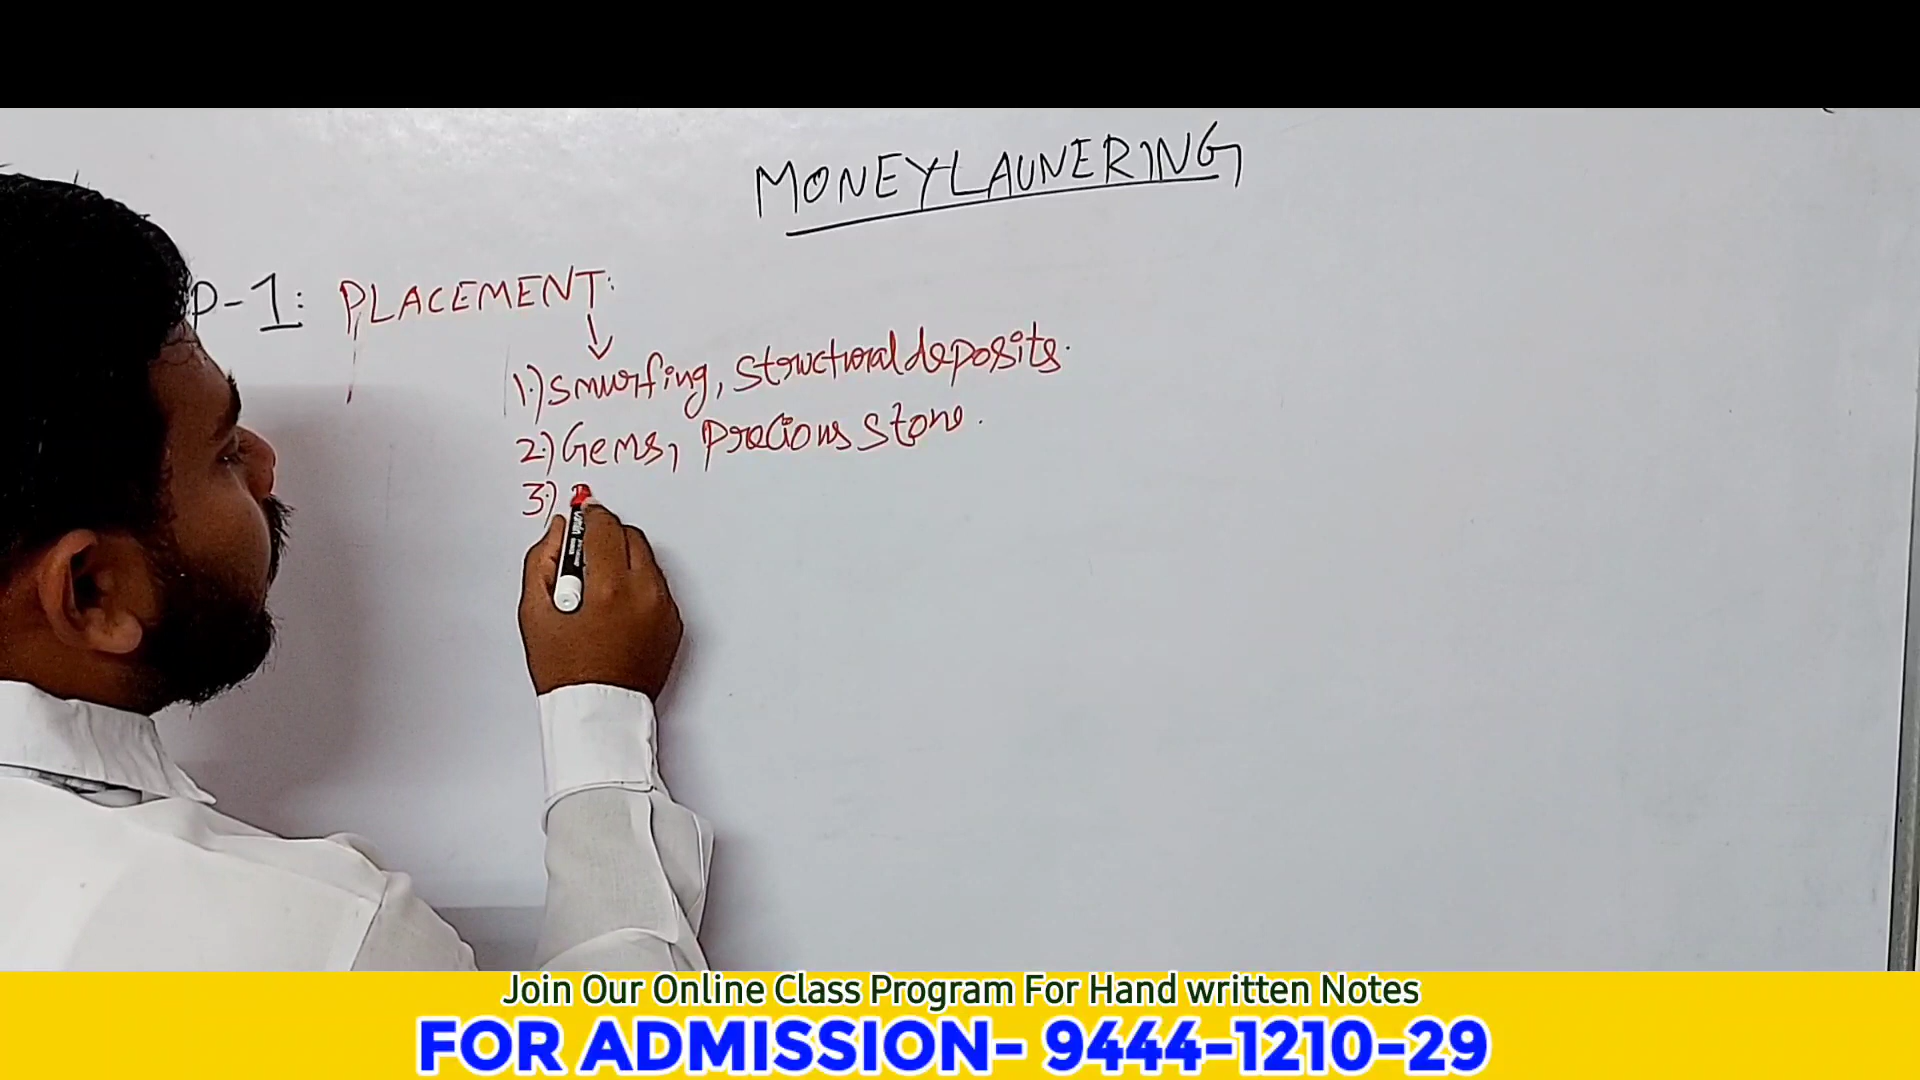 MONEYLAUNERING
P-1: PLACEMENT:
1.) Smurfing, Structural deposits.
2.) Gems, Precious Stone.
3.)
Join Our Online Class Program For Hand written Notes
FOR ADMISSION- 9444-1210-29